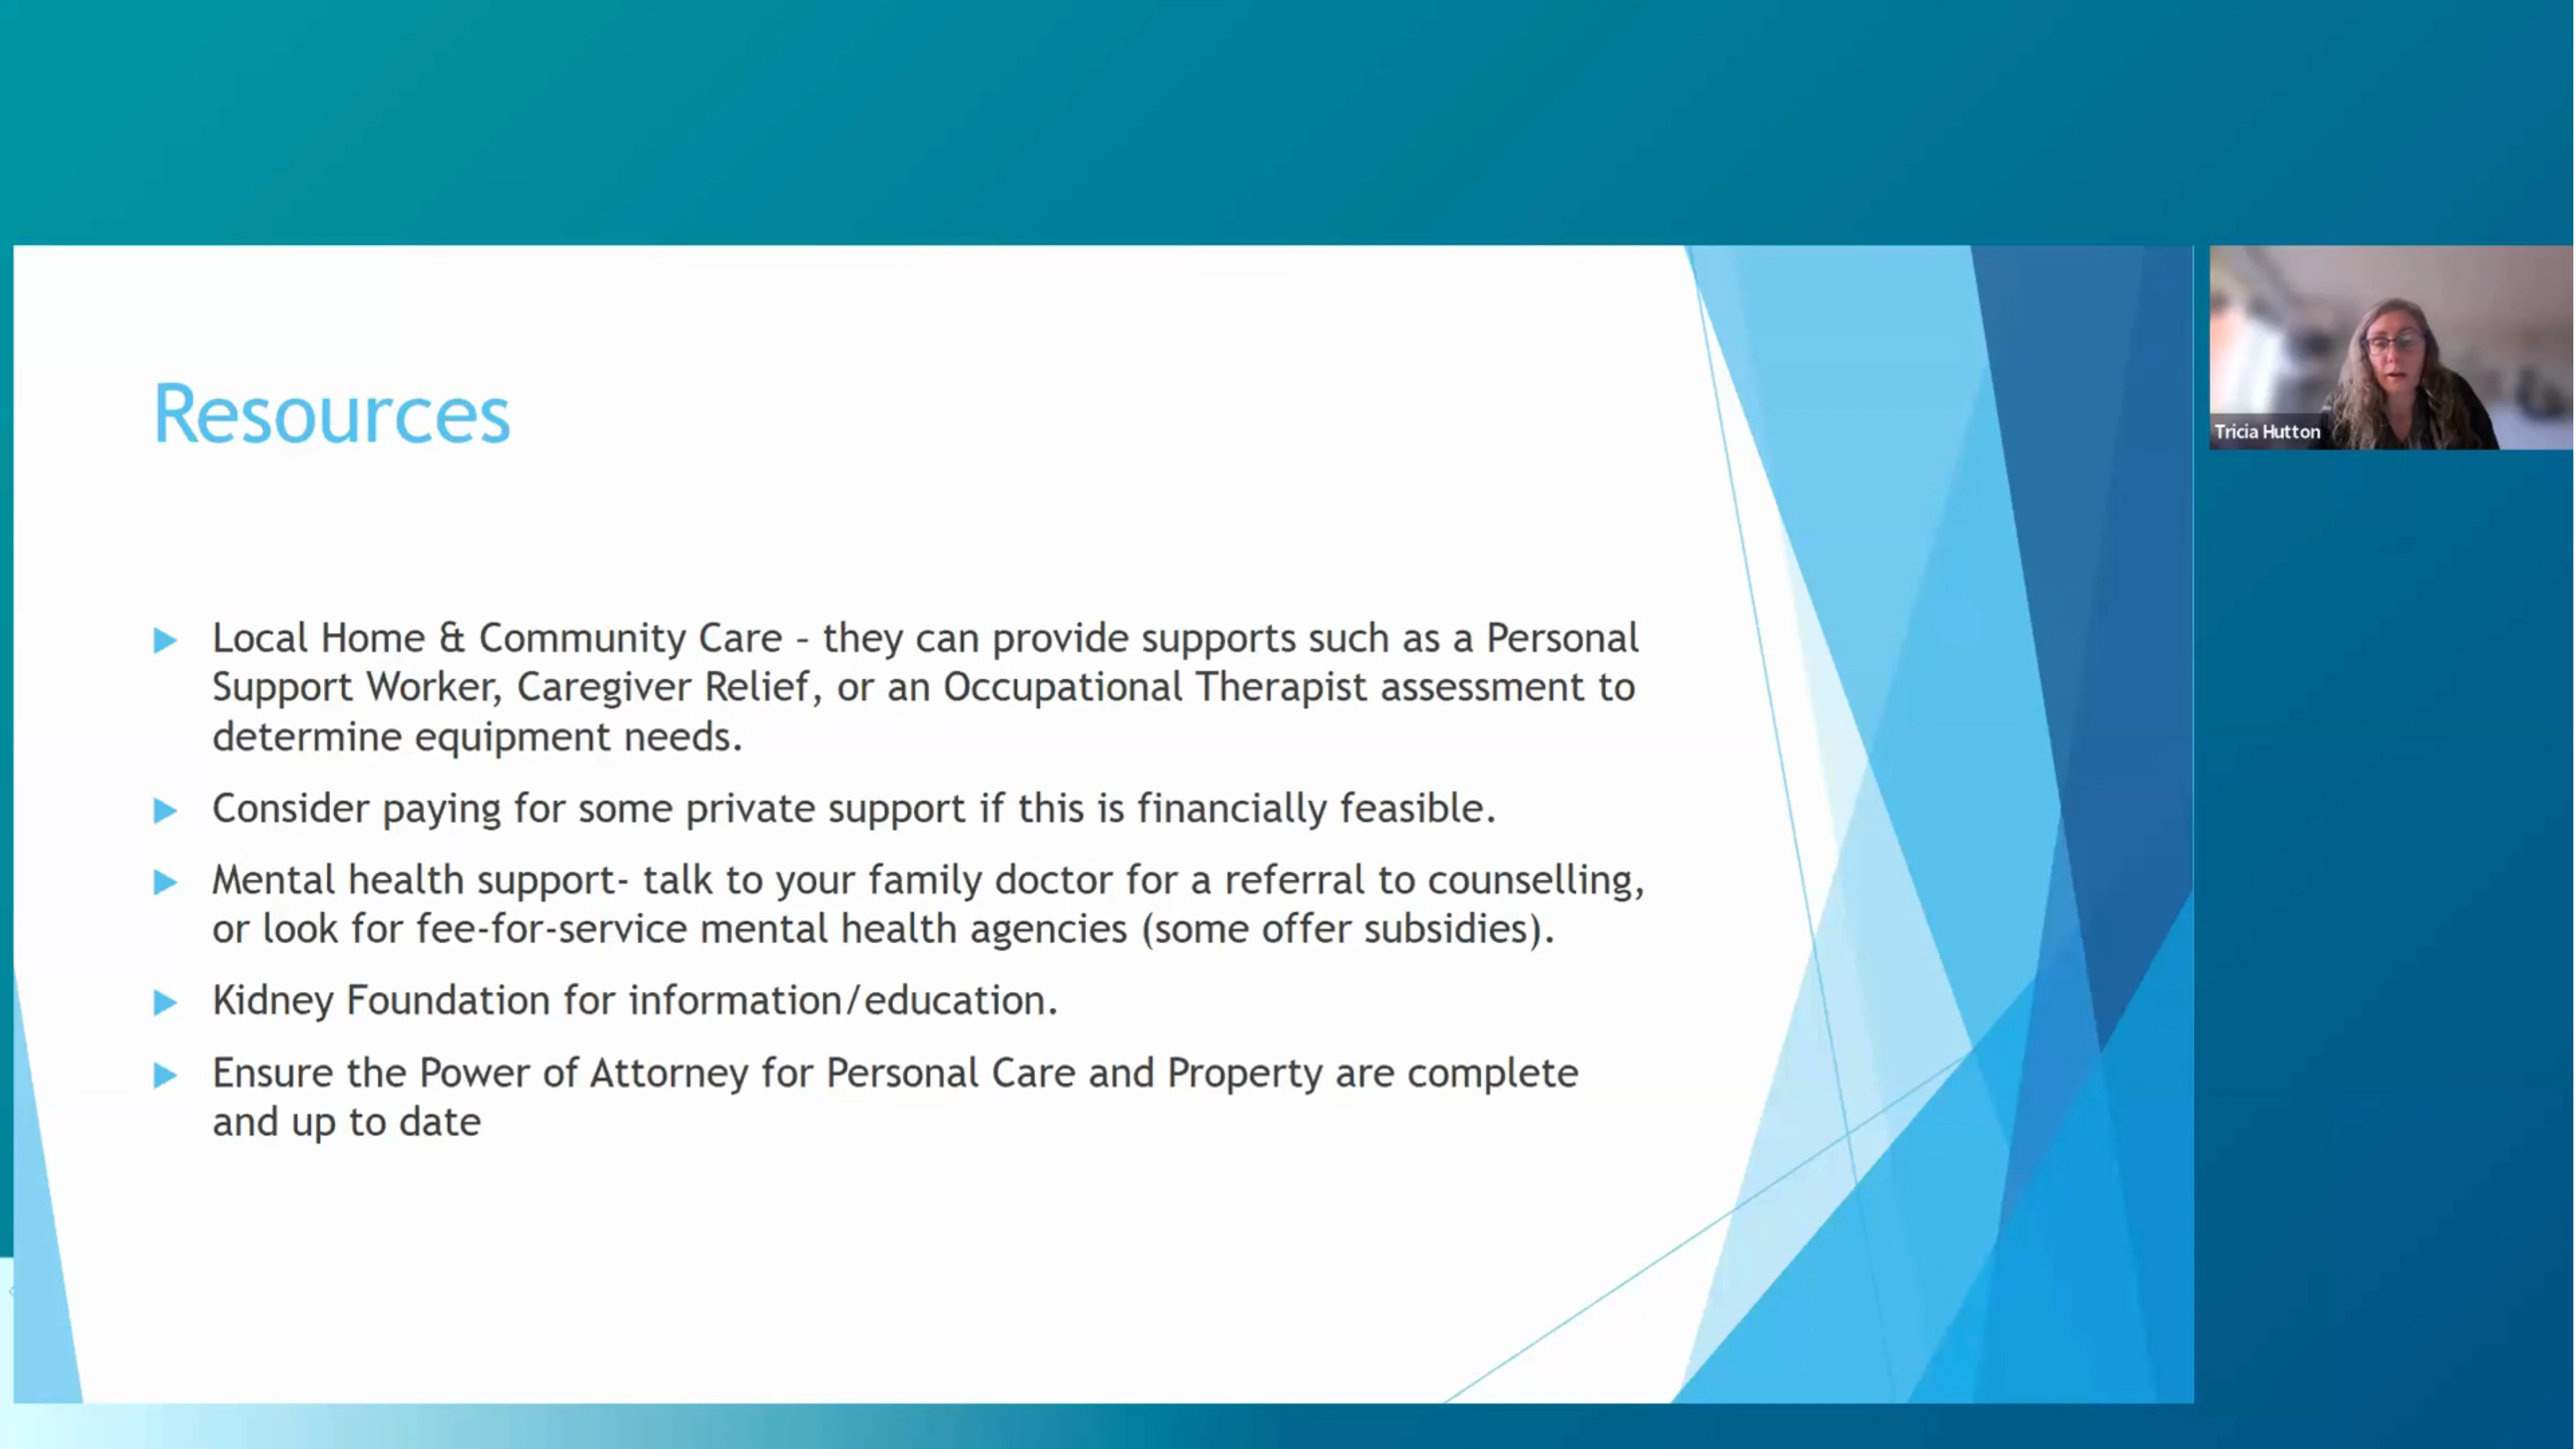 Resources
Local Home & Community Care – they can provide supports such as a Personal
Support Worker, Caregiver Relief, or an Occupational Therapist assessment to
determine equipment needs.
Consider paying for some private support if this is financially feasible.
Mental health support- talk to your family doctor for a referral to counselling,
or look for fee-for-service mental health agencies (some offer subsidies).
Kidney Foundation for information/education.
Ensure the Power of Attorney for Personal Care and Property are complete
and up to date
Tricia Hutton